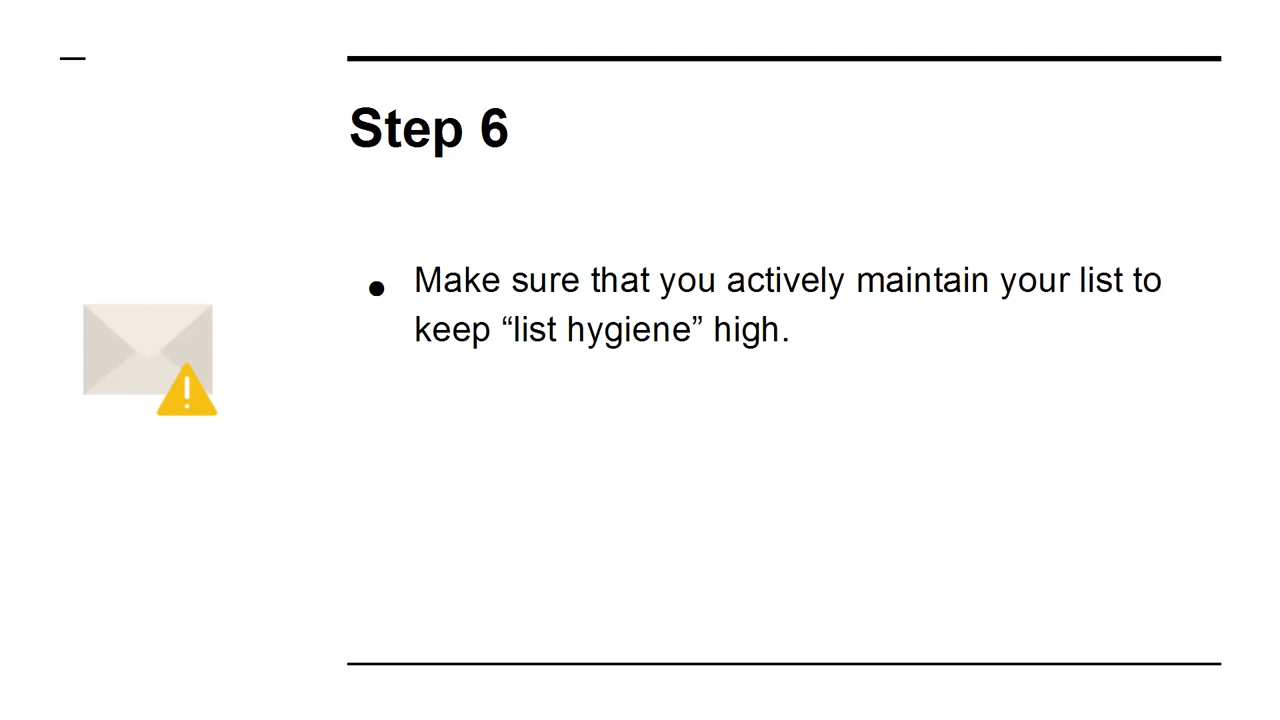 Step 6
● Make sure that you actively maintain your list to
keep “list hygiene” high.